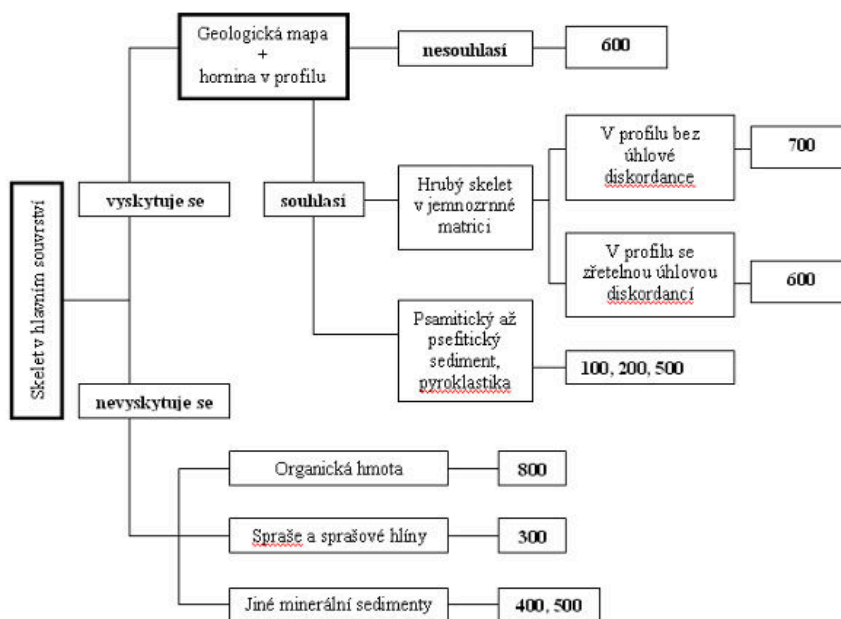 Geologická mapa
+
hornina v profilu
nesouhlasí
600
Skelet v hlavním souvrství
vyskytuje se
souhlasí
Hrubý skelet
v jemnozrnné
matrici
V profilu bez
úhlové
diskordance
700
V profilu se
zřetelnou úhlovou
diskordancí
600
Psamitický až
psefitický
sediment,
pyroklastika
100, 200, 500
nevyskytuje se
Organická hmota
800
Spraše a sprašové hlíny
300
Jiné minerální sedimenty
400, 500